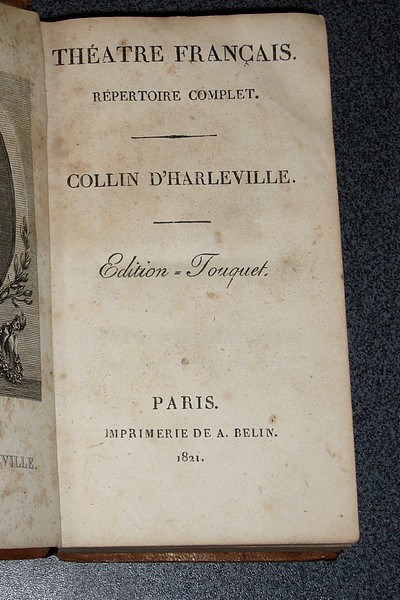 THÉATRE FRANÇAIS.
RÉPERTOIRE COMPLET.
COLLIN D'HARLEVILLE.
Edition = Touquet.
PARIS.
IMPRIMERIE DE A. BELIN.
1821.
VILLE.